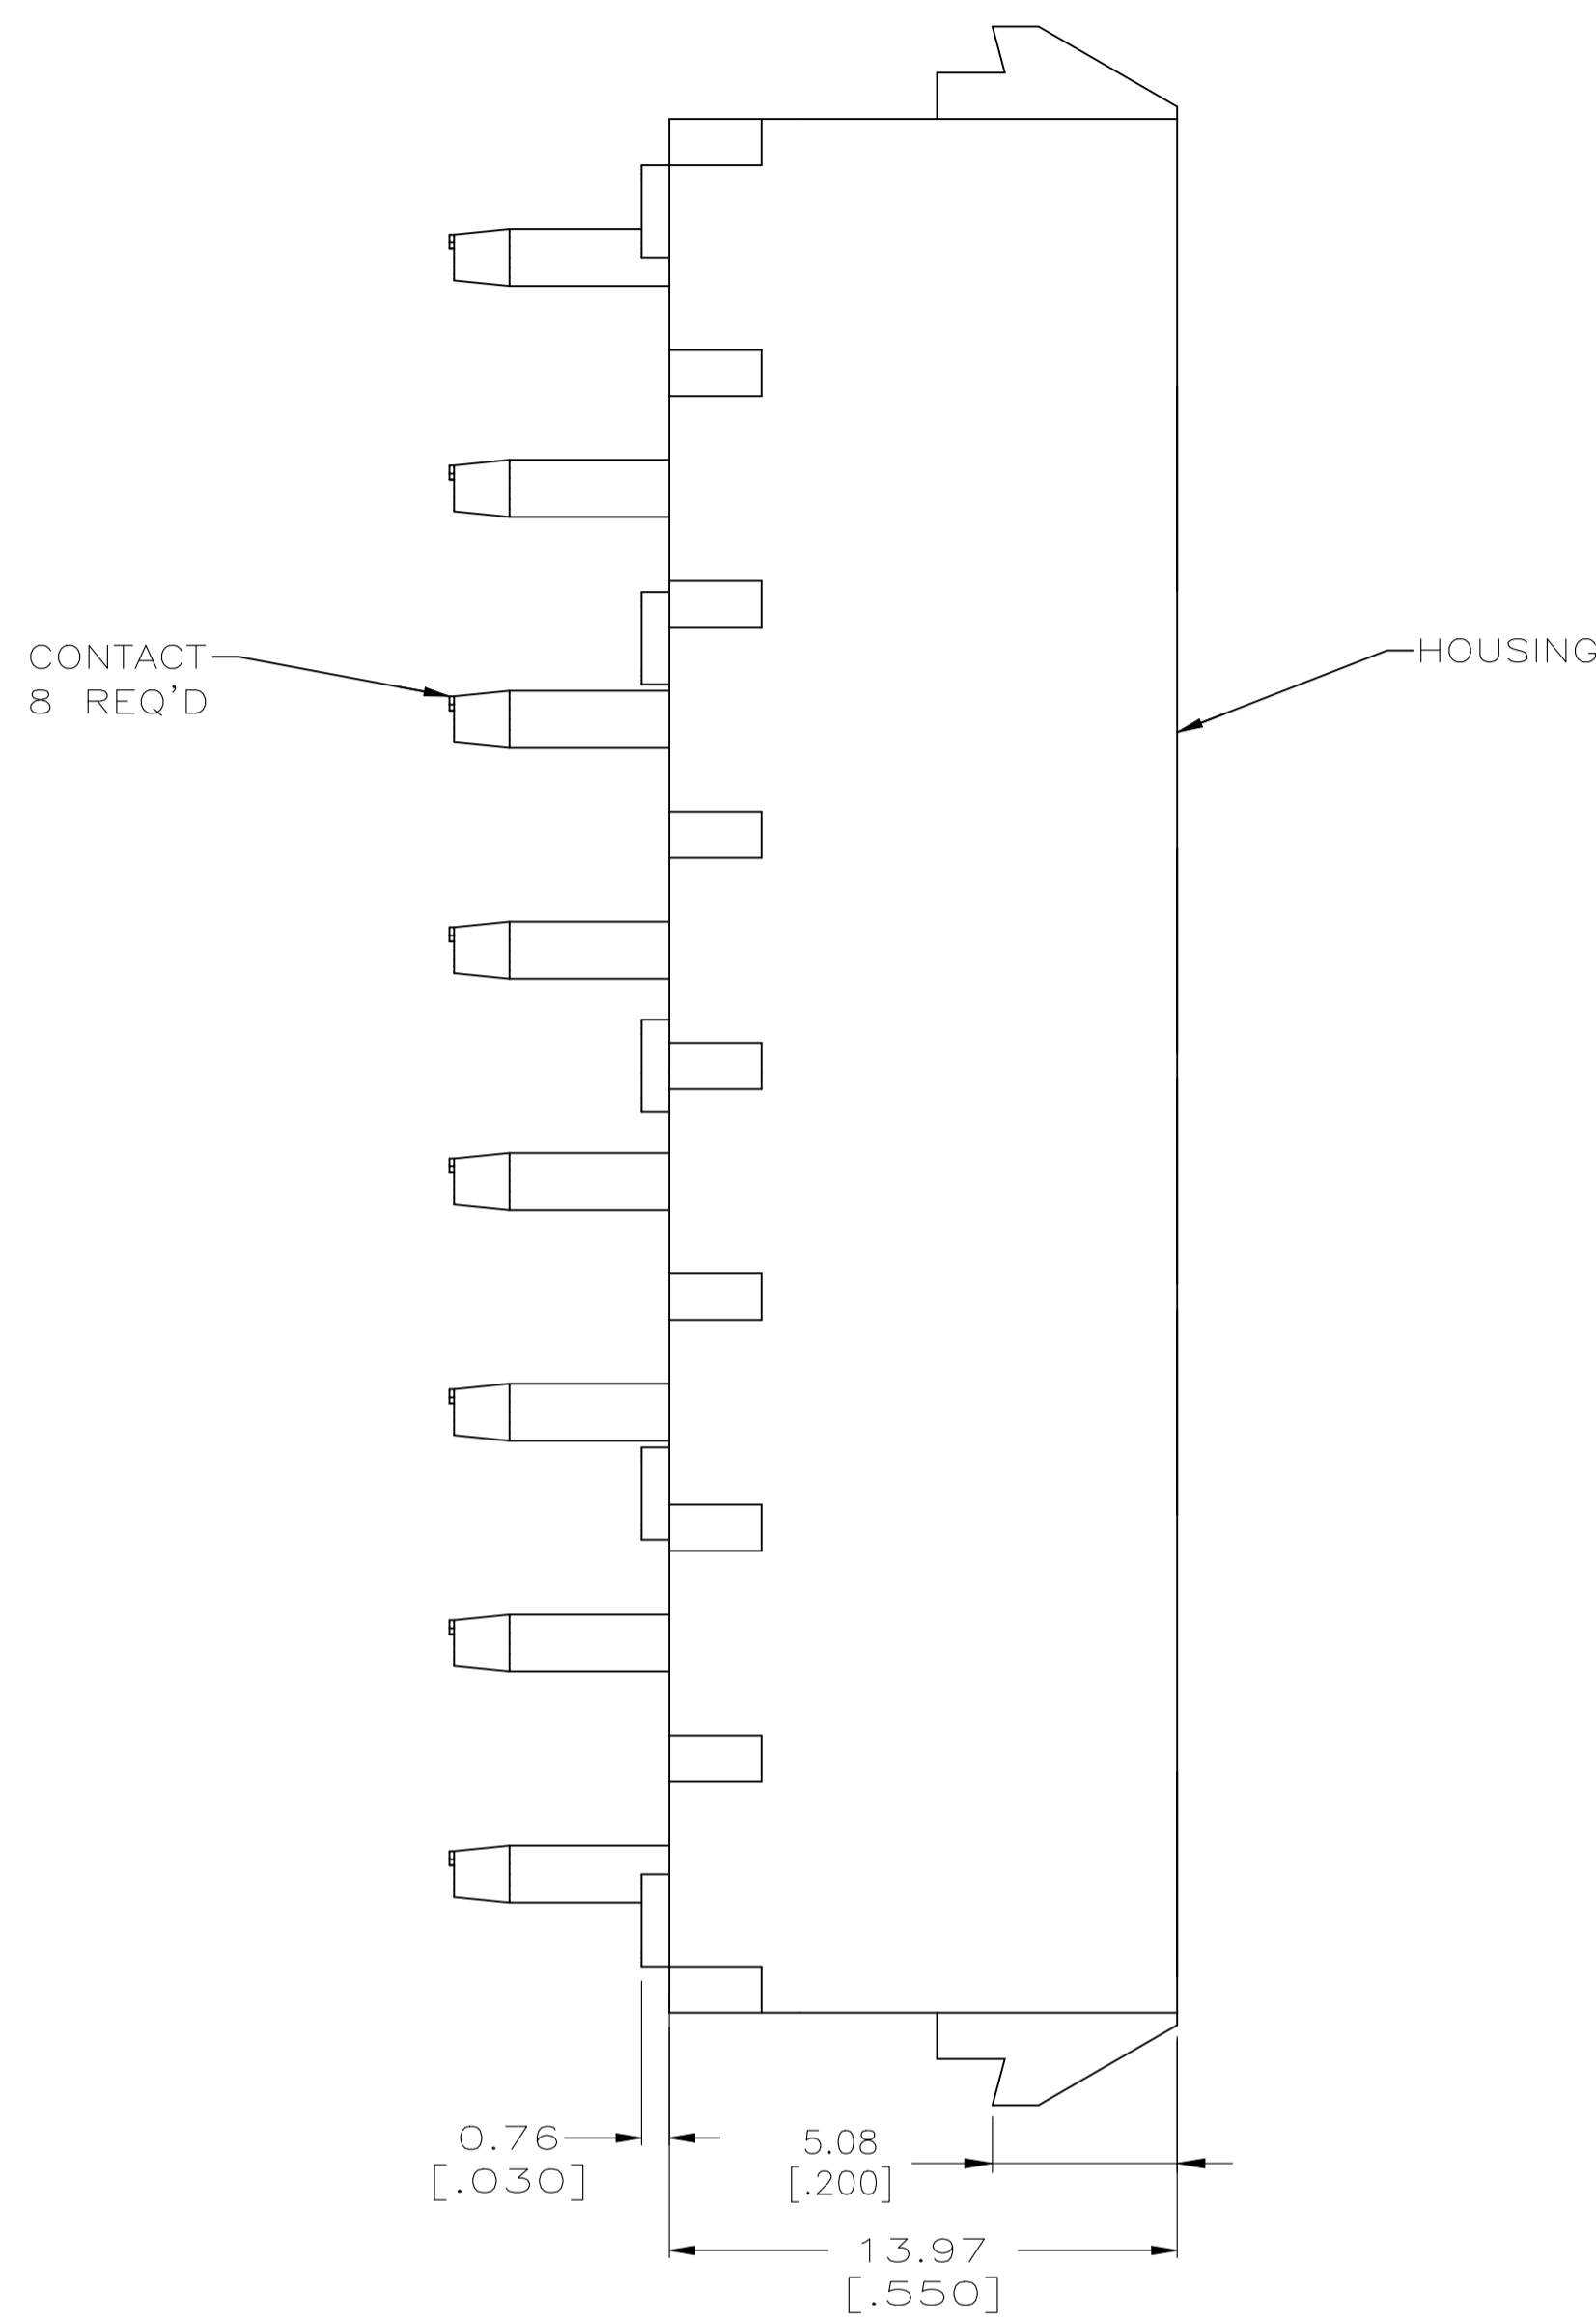 CONTACT
8 REQ'D
HOUSING
0.76
[.030]
5.08
[.200]
13.97
[.550]